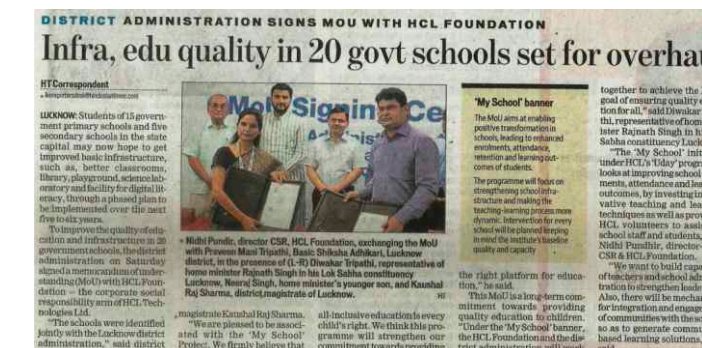 DISTRICT ADMINISTRATION SIGNS MOU WITH HCL FOUNDATION
Infra, edu quality in 20 govt schools set for overhau
HT Correspondent
LUCKNOW: Students of 15 govern-
ment primary schools and five
secondary schools in the state
capital may now hope to get
improved basic infrastructure,
such as, better classrooms,
library, playground, science lab-
oratory and facility for digital lit-
eracy, through a phased plan to
be implemented over the next
five to six years.
To improve the quality of edu-
cation and infrastructure in 20
government schools, the district
administration on Saturday
signed a memorandum of under-
standing (MoU) with HCL Foun-
dation – the corporate social
responsibility arm of HCL Tech-
nologies Ltd.
"The schools were identified
jointly with the Lucknow district
administration," said district
MoU Signin Ce
• Nidhi Pundir, director CSR, HCL Foundation, exchanging the MoU
with Praveen Mani Tripathi, Basic Shiksha Adhikari, Lucknow
district, in the presence of (L-R) Diwakar Tripathi, representative of
home minister Rajnath Singh in his Lok Sabha constituency
Lucknow, Neeraj Singh, home minister's younger son, and Kaushal
Raj Sharma, district magistrate of Lucknow.
HT
magistrate Kaushal Raj Sharma.
"We are pleased to be associ-
ated with the 'My School'
Project. We firmly believe that
all-inclusive education is every
child's right. We think this pro-
gramme will strengthen our
commitment towards providing
'My School' banner
The MoU aims at enabling
positive transformation in
schools, leading to enhanced
enrolments, attendance,
retention and learning out-
comes of students.
The programme will focus on
strengthening school infra-
structure and making the
teaching-learning process more
dynamic. Intervention for every
school will be planned keeping
in mind the institute's baseline
quality and capacity
the right platform for educa-
tion," he said.
This MoU is a long-term com-
mitment towards providing
quality education to children.
"Under the 'My School' banner,
the HCL Foundation and the dis-
together to achieve the
goal of ensuring quality e
tion for all," said Diwakar
thi, representative of hom
ister Rajnath Singh in h
Sabha constituency Luck
"The 'My School' init
under HCL's 'Uday' progr
looks at improving school
ments, attendance and lea
outcomes, by investing in
vative teaching and lea
techniques as well as prov
HCL volunteers to assi
school staff and students,
Nidhi Pundhir, director-
CSR & HCL Foundation.
"We want to build capa
of teachers and school adm
tration to strengthen leader
Also, there will be mechan
for integration and engage
of communities with the sc
so as to generate commu
based learning solutions,